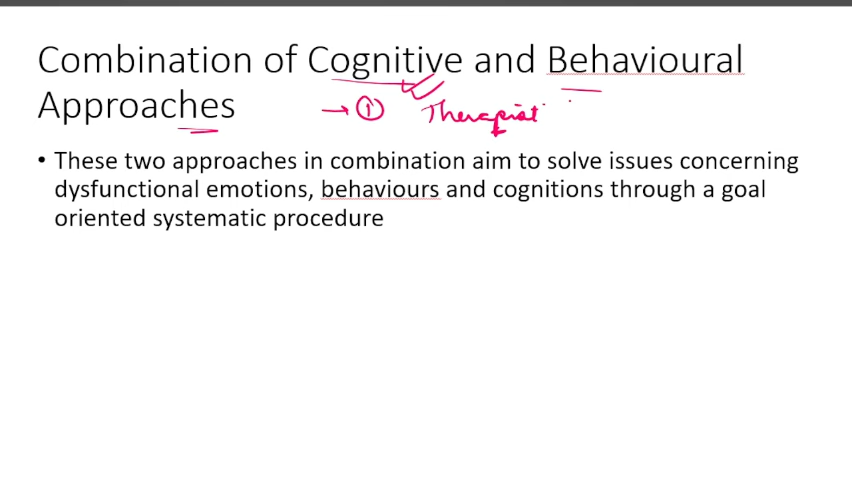 Combination of Cognitive and Behavioural
Approaches
→ ① Therapist
• These two approaches in combination aim to solve issues concerning
dysfunctional emotions, behaviours and cognitions through a goal
oriented systematic procedure